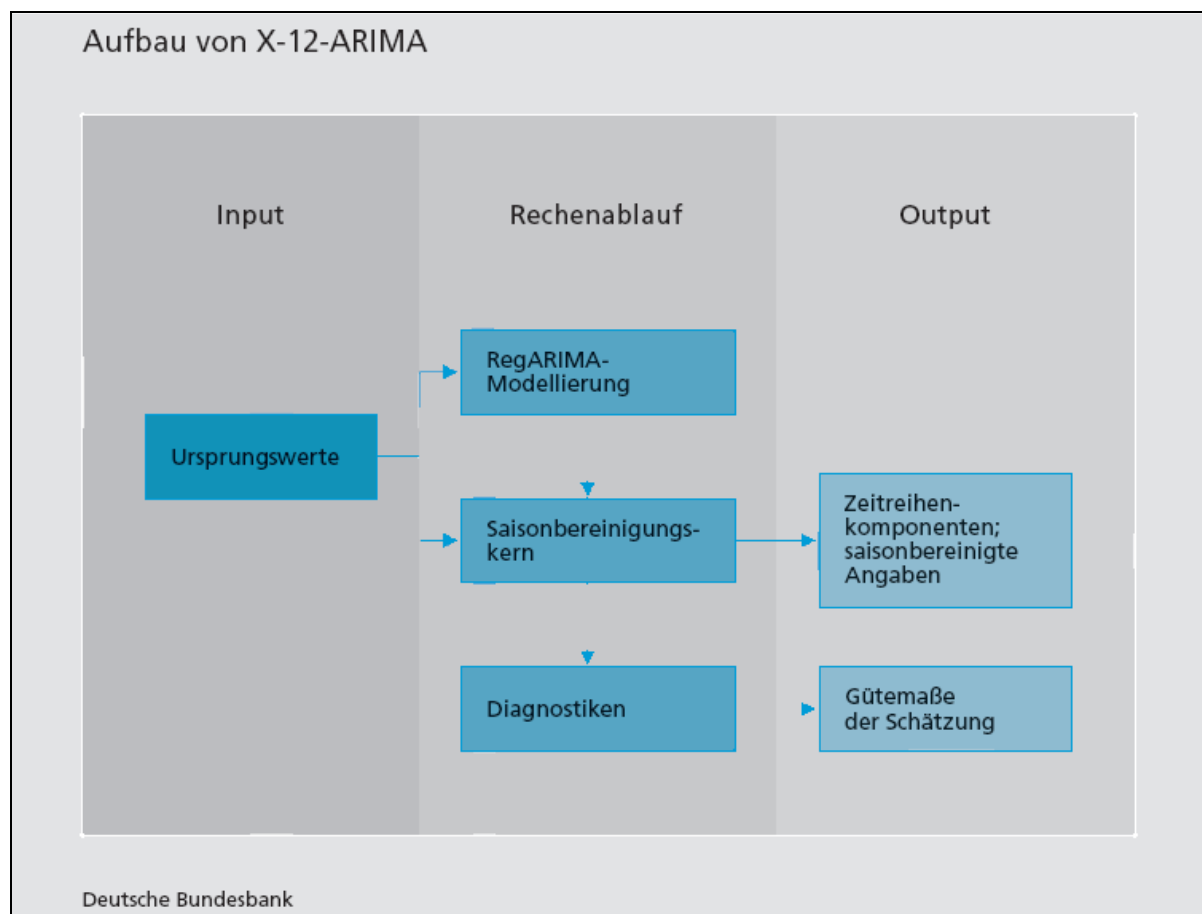 Aufbau von X-12-ARIMA
Input
Rechenablauf
Output
RegARIMA-
Modellierung
Ursprungswerte
Saisonbereinigungs-
kern
Zeitreihen-
komponenten;
saisonbereinigte
Angaben
Diagnostiken
Gütemaße
der Schätzung
Deutsche Bundesbank